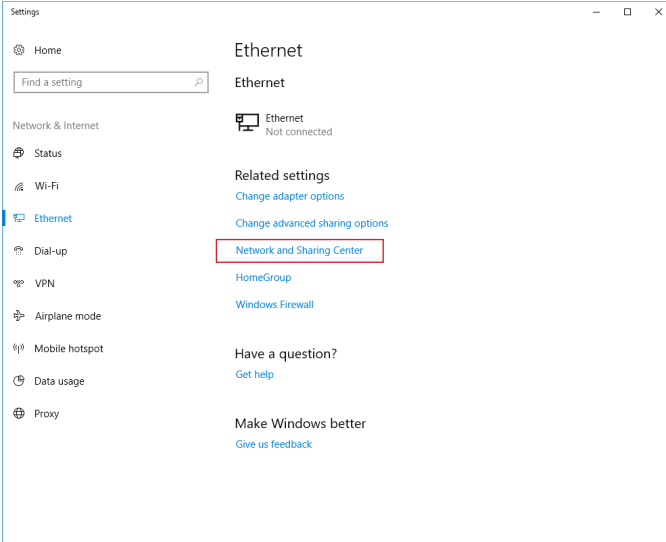 Settings
Home
Find a setting
Network & Internet
Status
Wi-Fi
Ethernet
Dial-up
VPN
Airplane mode
Mobile hotspot
Data usage
Proxy
Ethernet
Ethernet
Ethernet
Not connected
Related settings
Change adapter options
Change advanced sharing options
Network and Sharing Center
HomeGroup
Windows Firewall
Have a question?
Get help
Make Windows better
Give us feedback